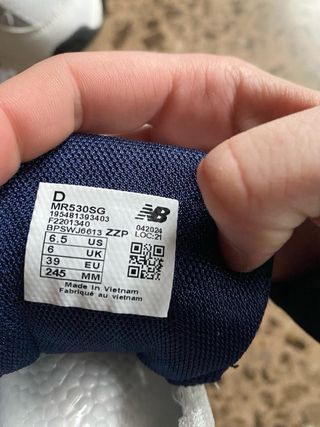 D
MR530SG
195481393403
F2201340
BPSWJ6613 ZZP
NB
042024
LOC:21
6.5 US
6 UK
39 EU
245 MM
Made in Vietnam
Fabriqué au vietnam